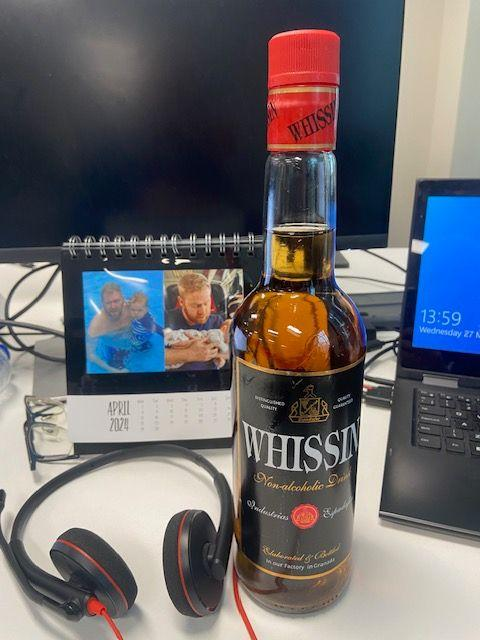 WHISSIN
DISTINGUISHED
QUALITY
QUALITY
GUARANTEED
WHISSIN
Non-alcoholic Drink
Industrias Españolas
Elaborated & Bottled
in our Factory in Granada
APRIL
2024
13:59
Wednesday 27 M